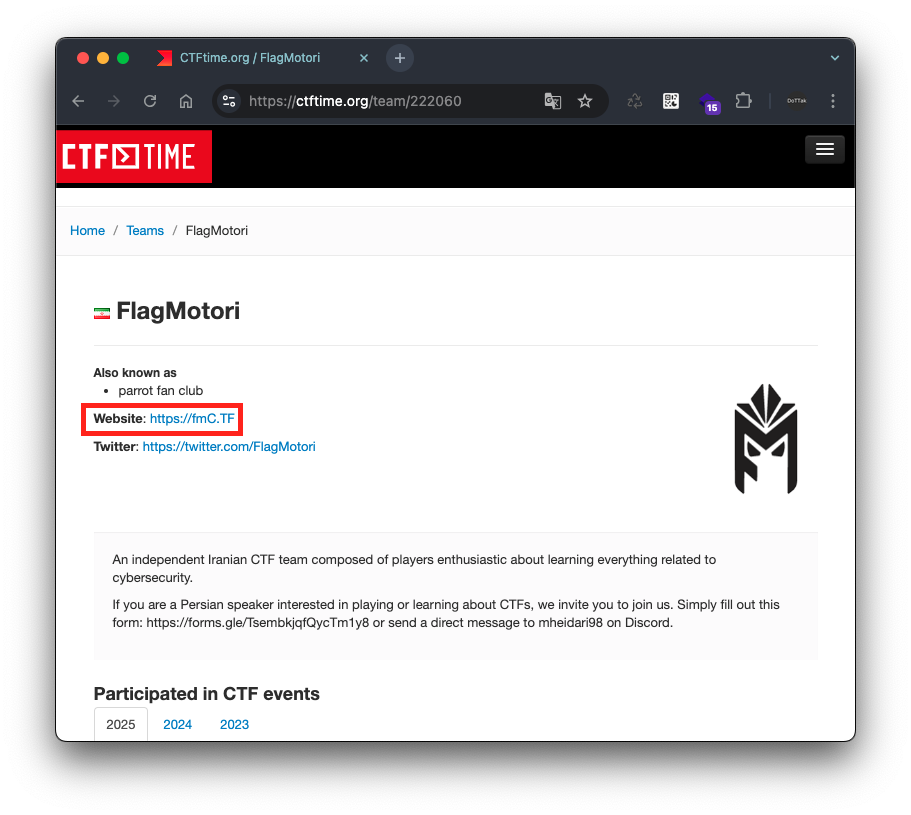 CTFtime.org / FlagMotori
https://ctftime.org/team/222060
15
DoTTak
CTF TIME
Home / Teams / FlagMotori
FlagMotori
Also known as
• parrot fan club
Website: https://fmC.TF
Twitter: https://twitter.com/FlagMotori
An independent Iranian CTF team composed of players enthusiastic about learning everything related to
cybersecurity.
If you are a Persian speaker interested in playing or learning about CTFs, we invite you to join us. Simply fill out this
form: https://forms.gle/TsembkjqfQycTm1y8 or send a direct message to mheidari98 on Discord.
Participated in CTF events
2025 2024 2023